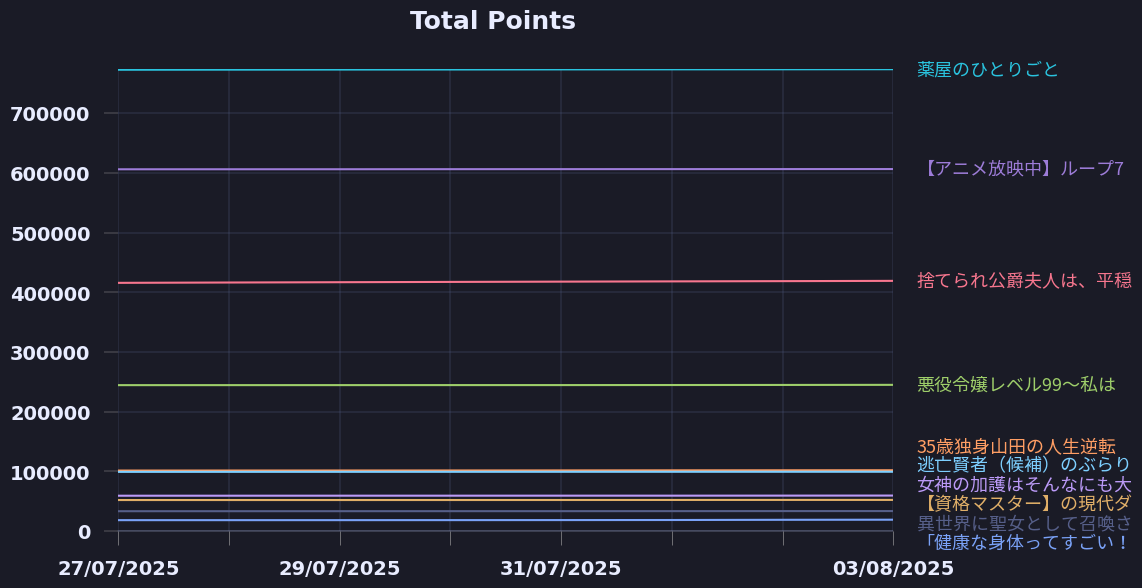 Total Points
薬屋のひとりごと
700000
600000
【アニメ放映中】ループ7
500000
400000
捨てられ公爵夫人は、平穏
300000
悪役令嬢レベル99～私は
200000
35歳独身山田の人生逆転
逃亡賢者（候補）のぶらり
100000
女神の加護はそんなにも大
【資格マスター】の現代ダ
異世界に聖女として召喚さ
0
「健康な身体ってすごい！
27/07/2025 29/07/2025 31/07/2025 03/08/2025